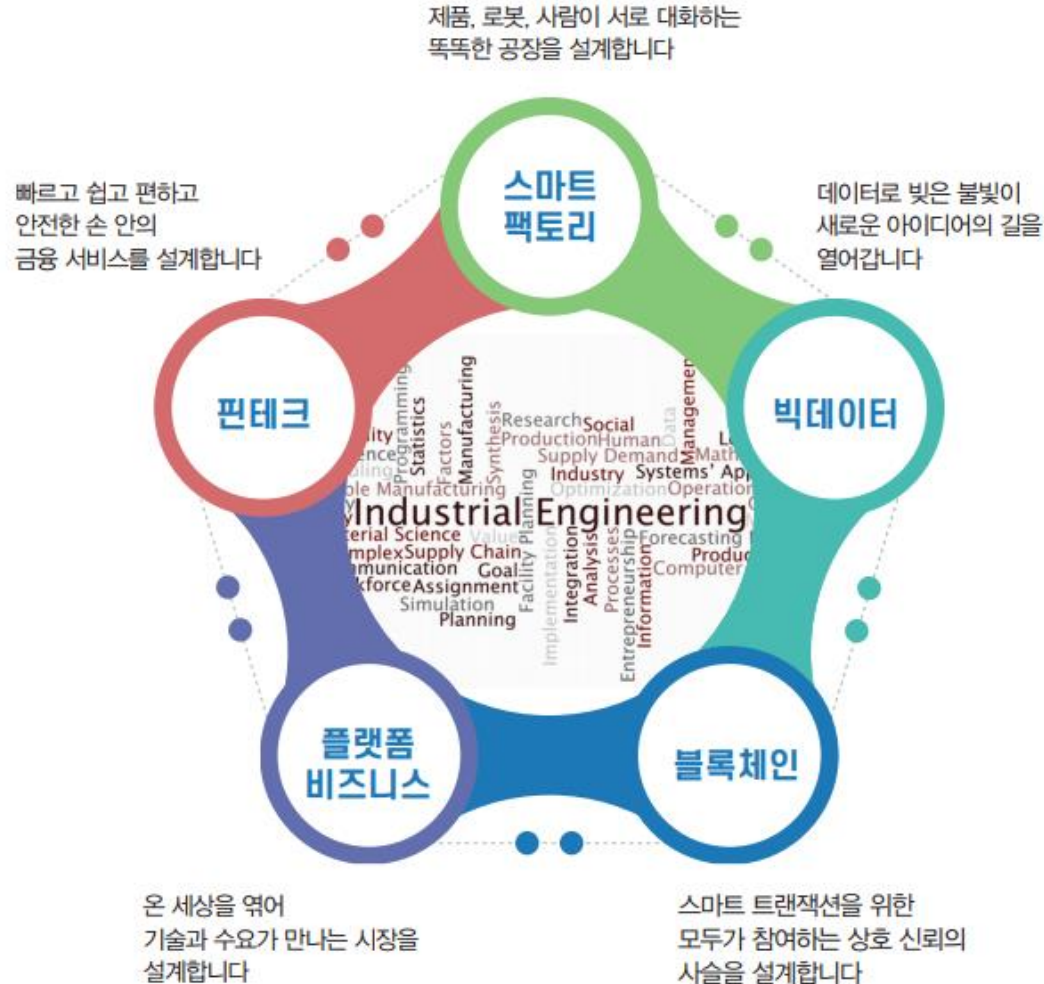 제품, 로봇, 사람이 서로 대화하는
똑똑한 공장을 설계합니다
스마트
팩토리
빠르고 쉽고 편하고
안전한 손 안의
금융 서비스를 설계합니다
데이터로 빚은 불빛이
새로운 아이디어의 길을
열어갑니다
핀테크
빅데이터
Programming
Statistics
Factors
Manufacturing
Synthesis
Research
Social
Data
Production
Human
Supply Demand
Industry
Systems'
Manufacturing
Optimization
Industrial Engineering
Science
Value
Supply Chain
Forecasting
Goal
Computer
Assignment
Simulation
Planning
Facility Planning
Implementation
Integration
Analysis
Processes
Entrepreneurship
Information
플랫폼
비즈니스
블록체인
온 세상을 엮어
기술과 수요가 만나는 시장을
설계합니다
스마트 트랜잭션을 위한
모두가 참여하는 상호 신뢰의
사슬을 설계합니다